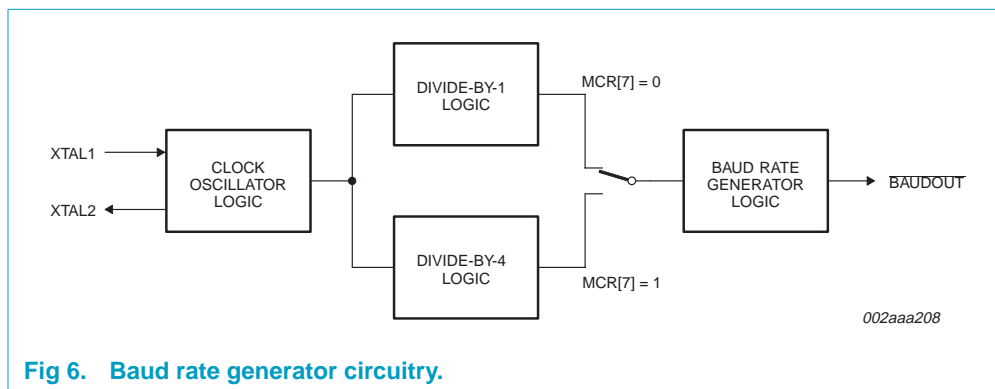 DIVIDE-BY-1
LOGIC
MCR[7] = 0
XTAL1
XTAL2
CLOCK
OSCILLATOR
LOGIC
BAUD RATE
GENERATOR
LOGIC
BAUDOUT
DIVIDE-BY-4
LOGIC
MCR[7] = 1
002aaa208
Fig 6. Baud rate generator circuitry.